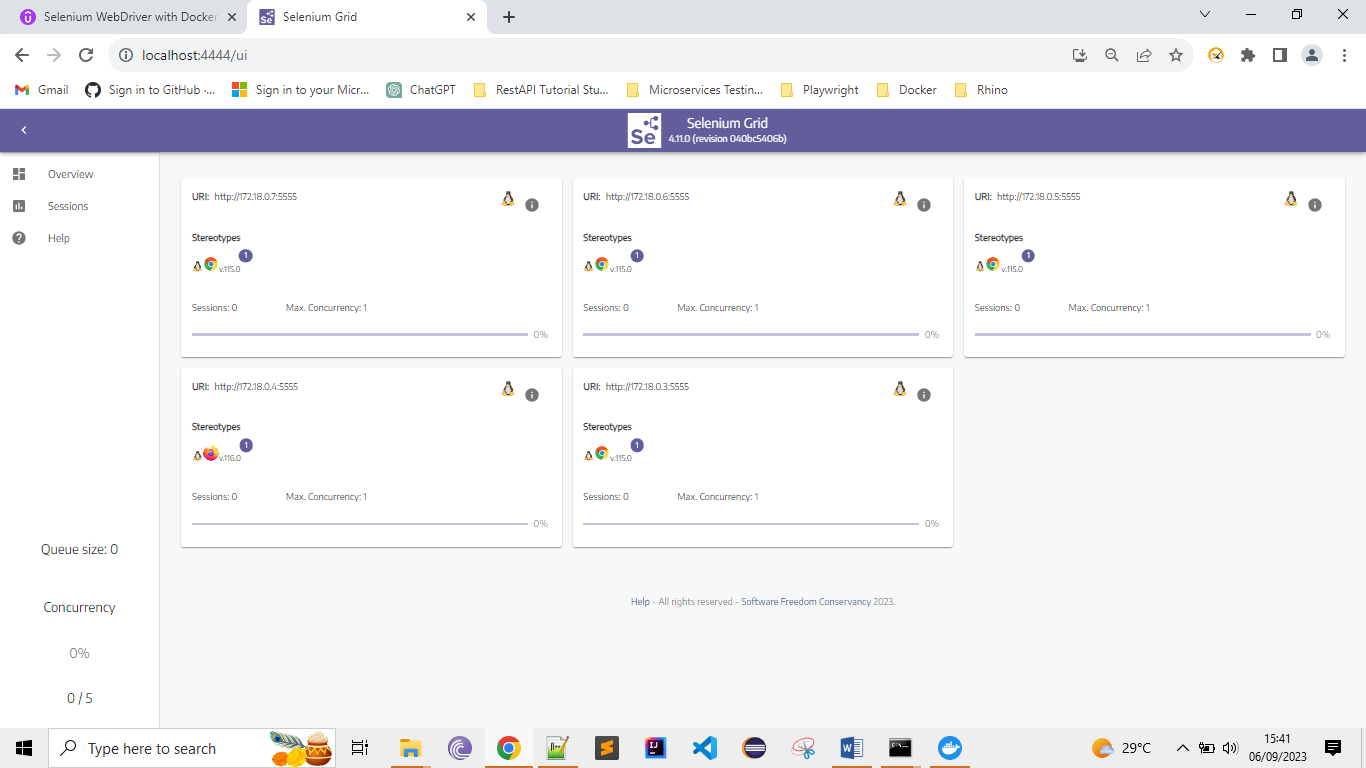 Selenium WebDriver with Docker
Selenium Grid
localhost:4444/ui
Gmail
Sign in to GitHub ·...
Sign in to your Micr...
ChatGPT
RestAPI Tutorial Stu...
Microservices Testin...
Playwright
Docker
Rhino
Selenium Grid
4.11.0 (revision 040bc5406b)
Overview
Sessions
Help
URI: http://172.18.0.7:5555
Stereotypes
1
v.115.0
Sessions: 0 Max. Concurrency: 1
0%
URI: http://172.18.0.6:5555
Stereotypes
1
v.115.0
Sessions: 0 Max. Concurrency: 1
0%
URI: http://172.18.0.5:5555
Stereotypes
1
v.115.0
Sessions: 0 Max. Concurrency: 1
0%
URI: http://172.18.0.4:5555
Stereotypes
1
v.116.0
Sessions: 0 Max. Concurrency: 1
0%
URI: http://172.18.0.3:5555
Stereotypes
1
v.115.0
Sessions: 0 Max. Concurrency: 1
0%
Queue size: 0
Concurrency
0%
0 / 5
Help - All rights reserved - Software Freedom Conservancy 2023.
Type here to search
29°C
15:41
06/09/2023